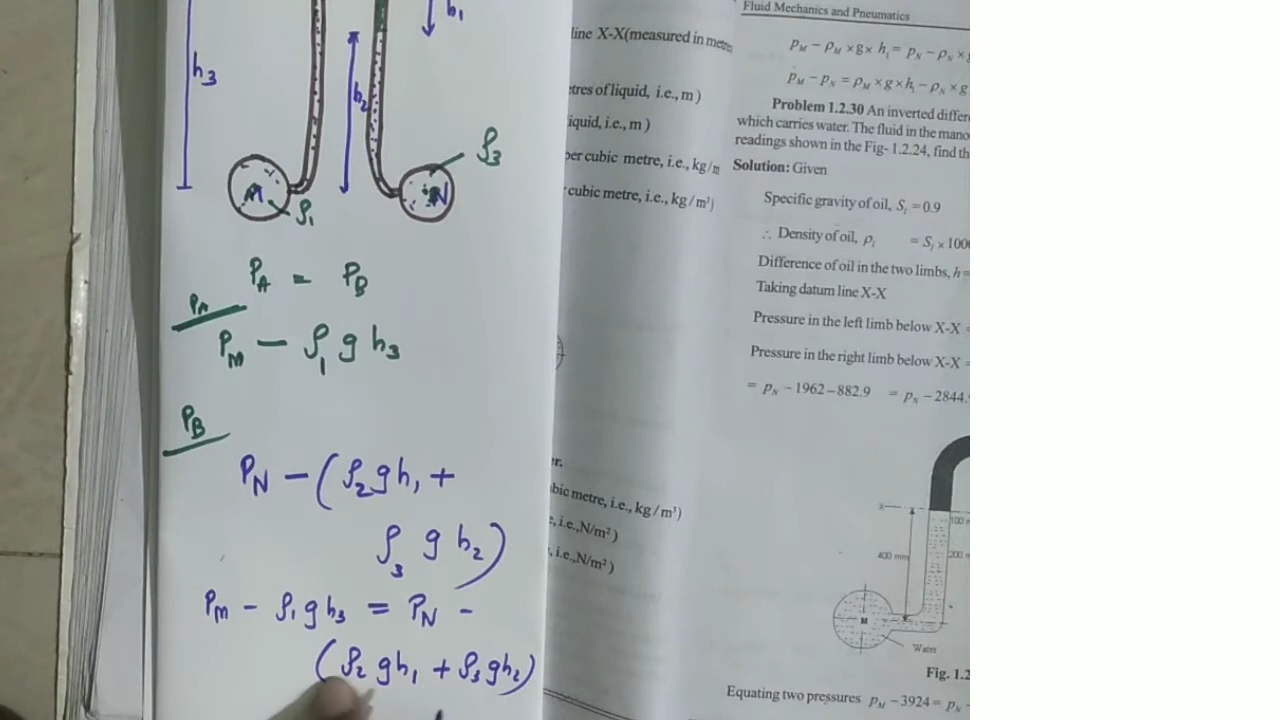 h₁
h₃
h₂
ρ₃
M
N
ρ₁
P_A = P_B
P_A
P_M − ρ₁ g h₃
P_B
P_N − (ρ₂ g h₁ +
ρ₃ g h₂)
P_M − ρ₁ g h₃ = P_N −
(ρ₂ g h₁ + ρ₃ g h₂)
line X-X(measured in metre
etres of liquid, i.e., m )
iquid, i.e., m )
per cubic metre, i.e., kg/m
cubic metre, i.e., kg/m³)
er.
bic metre, i.e., kg/m³)
, i.e.,N/m²)
, i.e.,N/m²)
Fluid Mechanics and Pneumatics
p_M − ρ_M ×g× h₁ = p_N − ρ_N ×g
p_M − p_N = ρ_M ×g×h₁ − ρ_N ×g
Problem 1.2.30 An inverted differe
which carries water. The fluid in the mano
readings shown in the Fig- 1.2.24, find th
Solution: Given
Specific gravity of oil, S₁ = 0.9
∴ Density of oil, ρ₁ = S₁ × 1000
Difference of oil in the two limbs, h =
Taking datum line X-X
Pressure in the left limb below X-X =
Pressure in the right limb below X-X =
= p_N − 1962 − 882.9 = p_N − 2844.
X
100 m
400 mm
200 m
M
Water
Fig. 1.2
Equating two pressures p_M − 3924 = p_N -